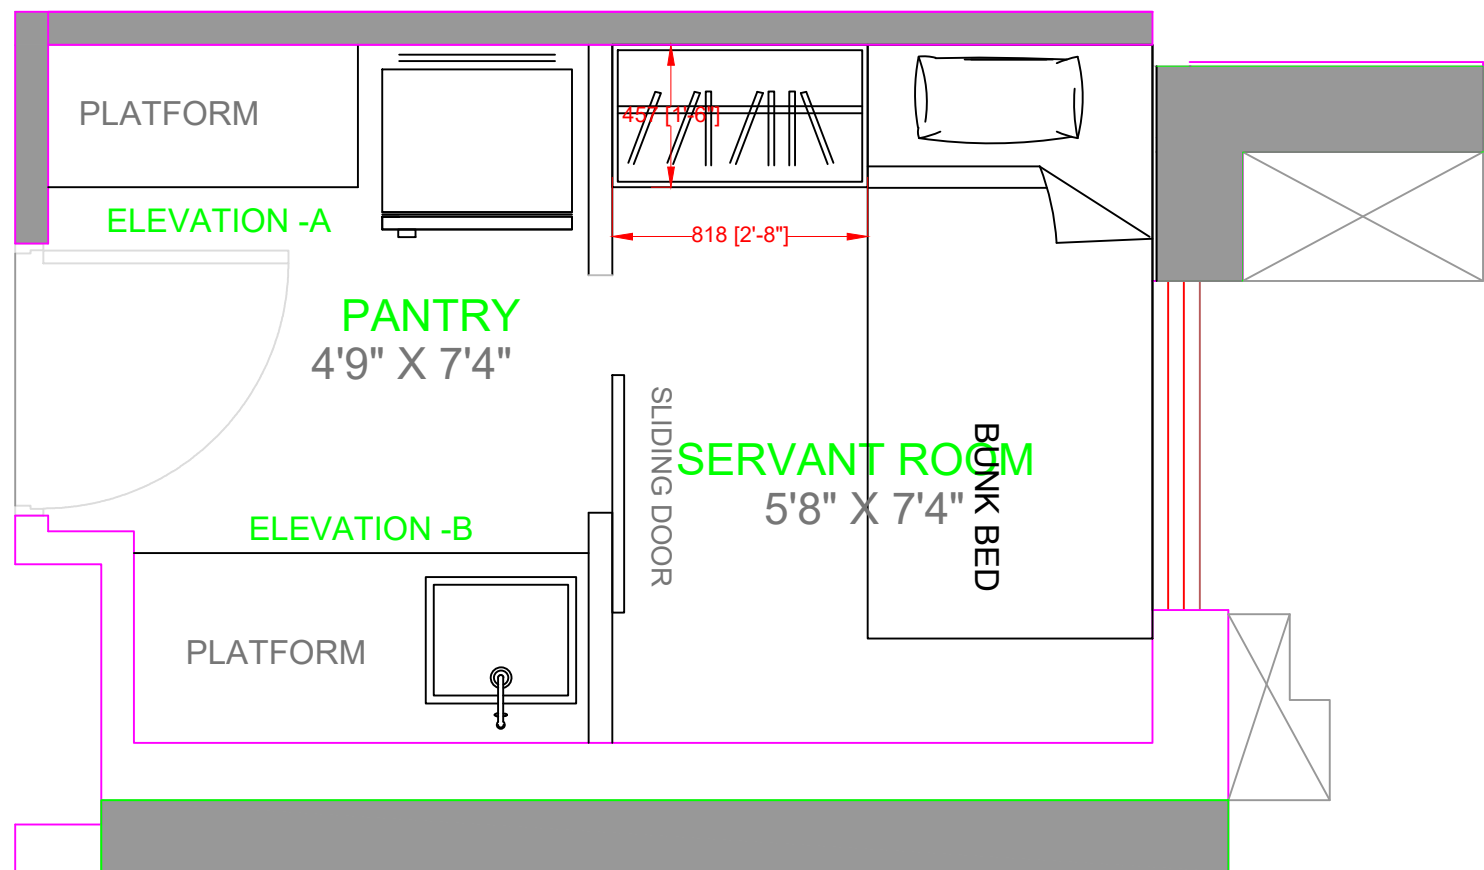 PLATFORM
457 [1'-6"]
ELEVATION -A
818 [2'-8"]
PANTRY
4'9" X 7'4"
SLIDING DOOR
SERVANT ROOM
5'8" X 7'4"
BUNK BED
ELEVATION -B
PLATFORM